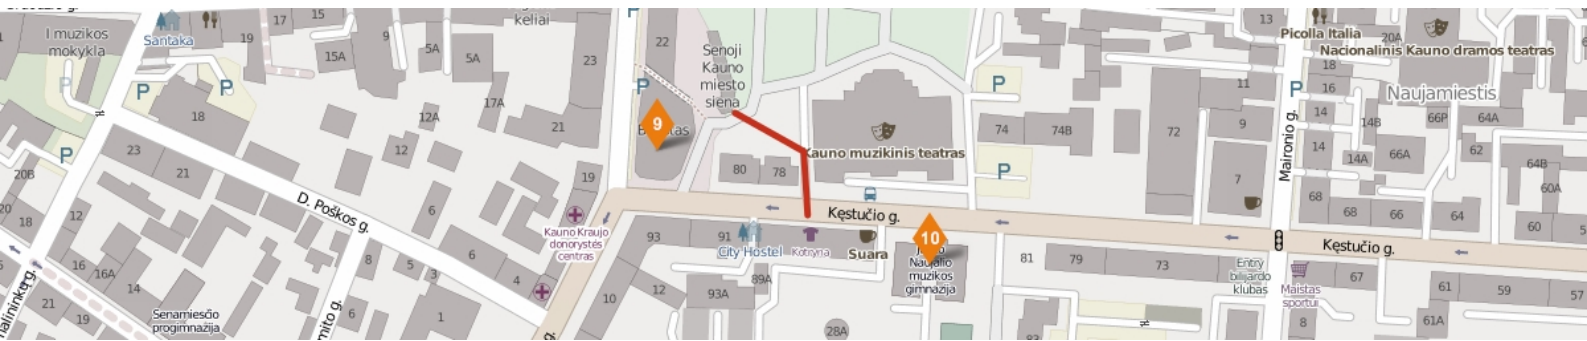 I muzikos
mokykla
Santaka
19
17
15
15A
9
5A
5A
keliai
23
22
Senoji
Kauno
miesto
siena
P
P
P
P
P
P
P
P
18
17A
12A
12
21
19
23
21
20B
20
18
12
D. Poškos g.
6
9
80
78
Kauno muzikinis teatras
74
74B
72
11
9
7
13
Picolla Italia
20A
Nacionalinis Kauno dramos teatras
18
16
14
14B
14
14A
Naujamiestis
66P
64A
66A
62
64B
60A
68
68
66
64
60
Maironio g.
Kęstučio g.
Kęstučio g.
Kauno Kraujo
donorystės
centras
93
91
City Hostel
Kotryna
Suara
10
muzikos
gimnazija
81
79
73
Entry
biliardo
klubas
Maistas
sportui
67
61
59
57
61A
8
16
16A
14
21
19
Senamiesčio
progimnazija
8
5
3
6
4
1
6
10
12
93A
89A
28A